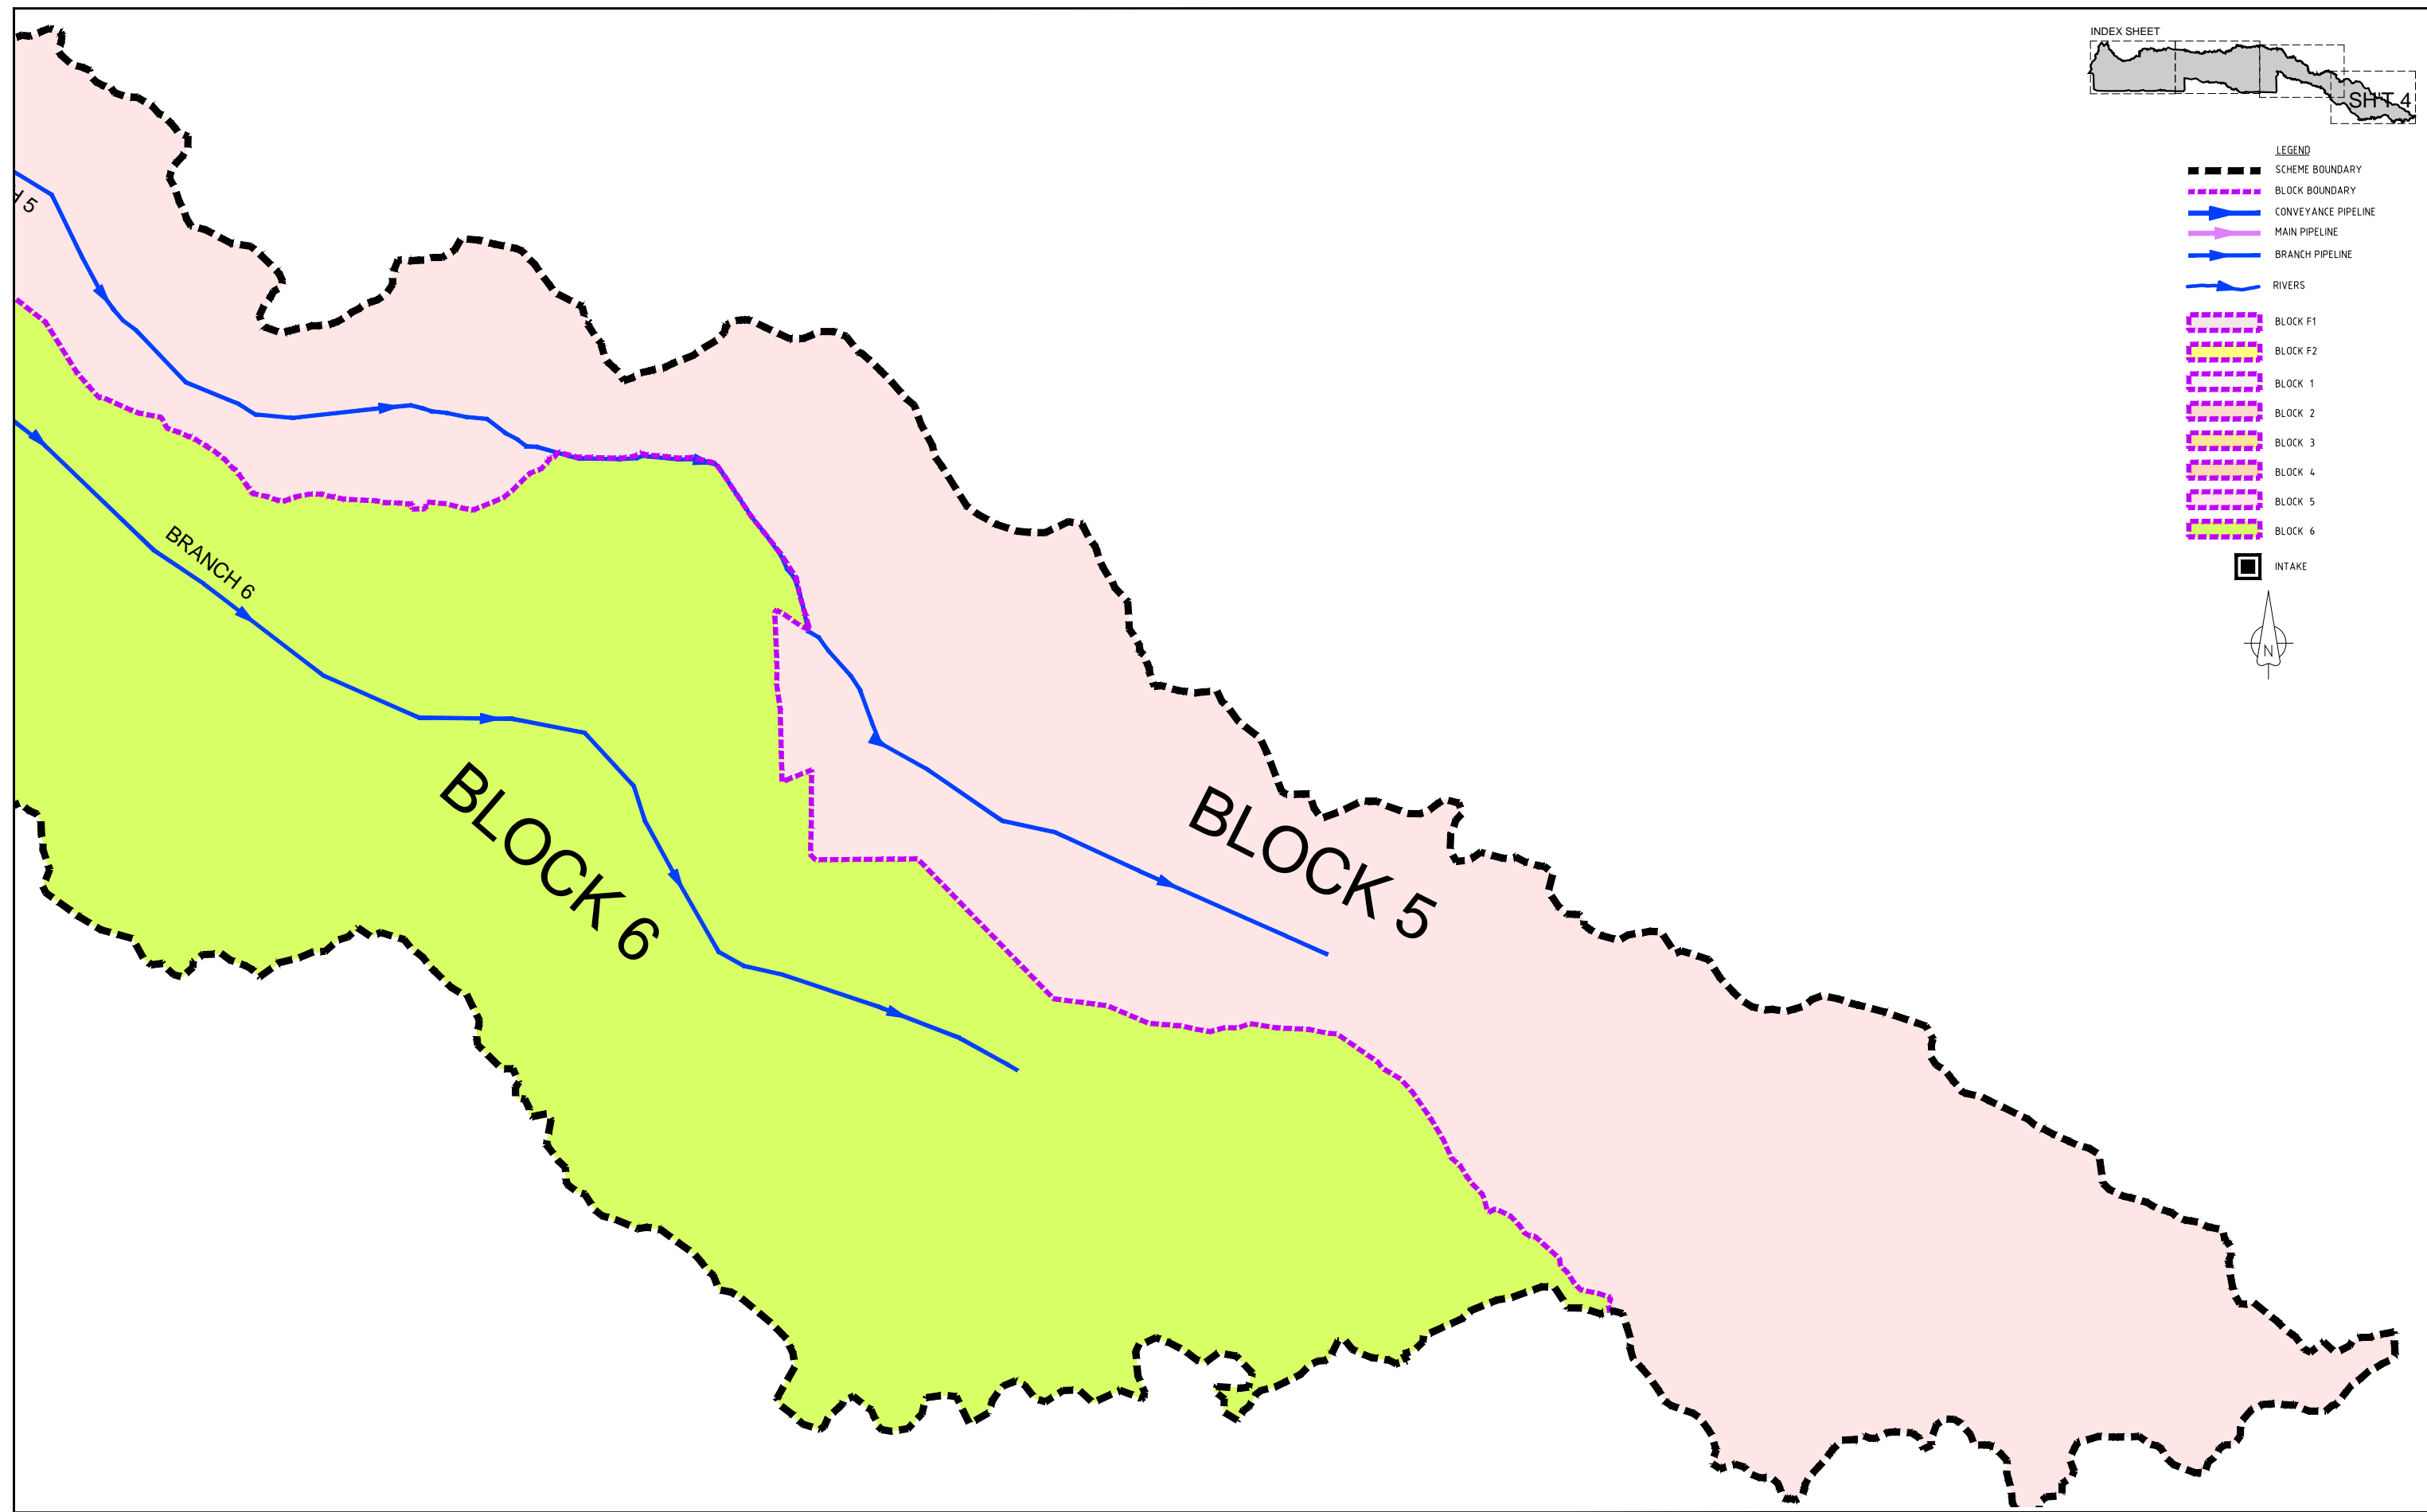 INDEX SHEET
SH'T 4
LEGEND
SCHEME BOUNDARY
BLOCK BOUNDARY
CONVEYANCE PIPELINE
MAIN PIPELINE
BRANCH PIPELINE
RIVERS
BLOCK F1
BLOCK F2
BLOCK 1
BLOCK 2
BLOCK 3
BLOCK 4
BLOCK 5
BLOCK 6
INTAKE
N
5
BRANCH 6
BLOCK 6
BLOCK 5